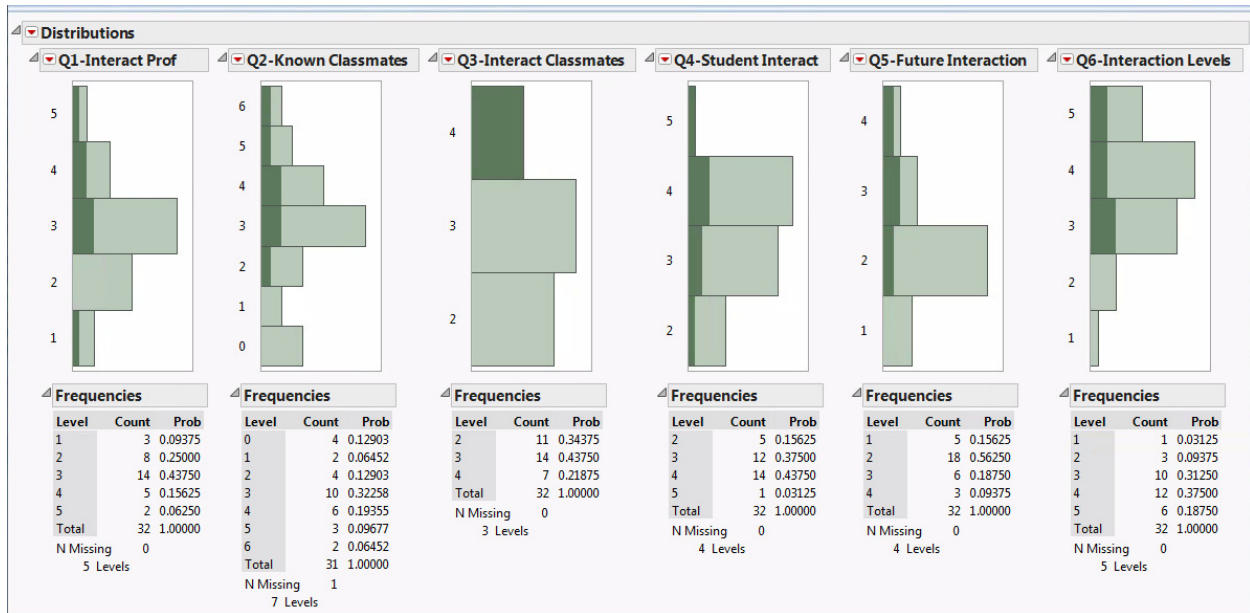 Distributions
Q1-Interact Prof
5
4
3
2
1
Frequencies
Level Count Prob
1 3 0.09375
2 8 0.25000
3 14 0.43750
4 5 0.15625
5 2 0.06250
Total 32 1.00000
N Missing 0
5 Levels
Q2-Known Classmates
6
5
4
3
2
1
0
Frequencies
Level Count Prob
0 4 0.12903
1 2 0.06452
2 4 0.12903
3 10 0.32258
4 6 0.19355
5 3 0.09677
6 2 0.06452
Total 31 1.00000
N Missing 1
7 Levels
Q3-Interact Classmates
4
3
2
Frequencies
Level Count Prob
2 11 0.34375
3 14 0.43750
4 7 0.21875
Total 32 1.00000
N Missing 0
3 Levels
Q4-Student Interact
5
4
3
2
Frequencies
Level Count Prob
2 5 0.15625
3 12 0.37500
4 14 0.43750
5 1 0.03125
Total 32 1.00000
N Missing 0
4 Levels
Q5-Future Interaction
4
3
2
1
Frequencies
Level Count Prob
1 5 0.15625
2 18 0.56250
3 6 0.18750
4 3 0.09375
Total 32 1.00000
N Missing 0
4 Levels
Q6-Interaction Levels
5
4
3
2
1
Frequencies
Level Count Prob
1 1 0.03125
2 3 0.09375
3 10 0.31250
4 12 0.37500
5 6 0.18750
Total 32 1.00000
N Missing 0
5 Levels